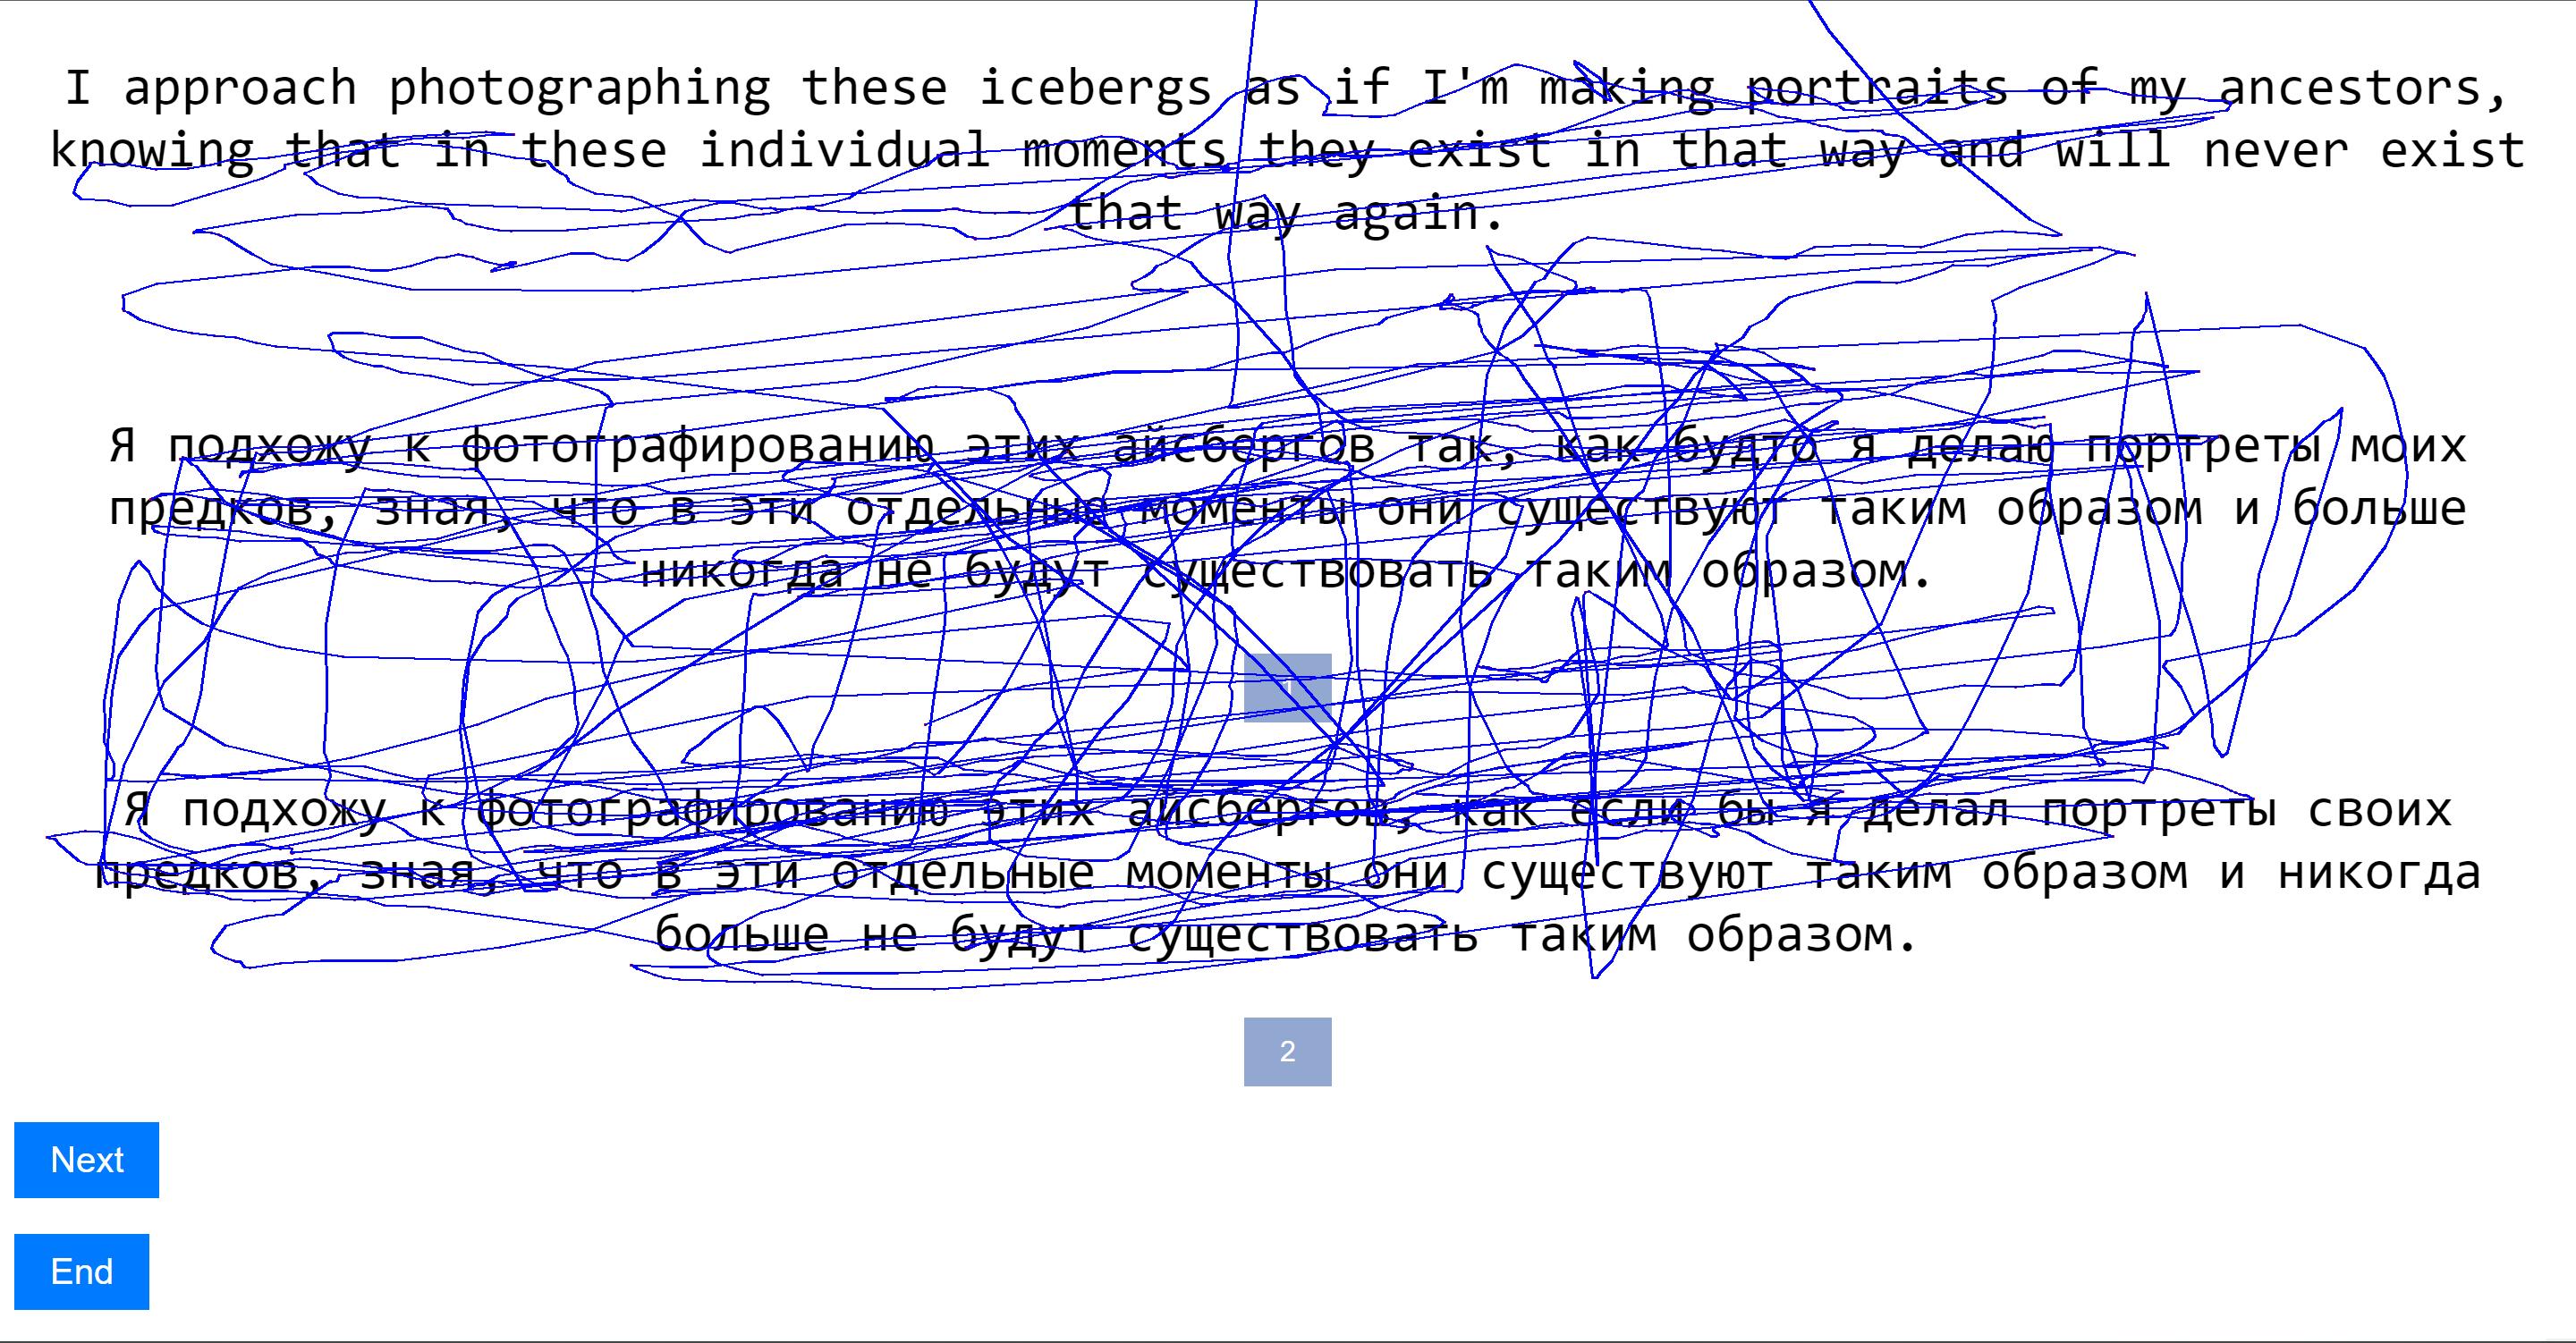 I approach photographing these icebergs as if I'm making portraits of my ancestors,
knowing that in these individual moments they exist in that way and will never exist
that way again.
Я подхожу к фотографированию этих айсбергов так, как будто я делаю портреты моих
предков, зная, что в эти отдельные моменты они существуют таким образом и больше
никогда не будут существовать таким образом.
Я подхожу к фотографированию этих айсбергов, как если бы я делал портреты своих
предков, зная, что в эти отдельные моменты они существуют таким образом и никогда
больше не будут существовать таким образом.
2
Next
End